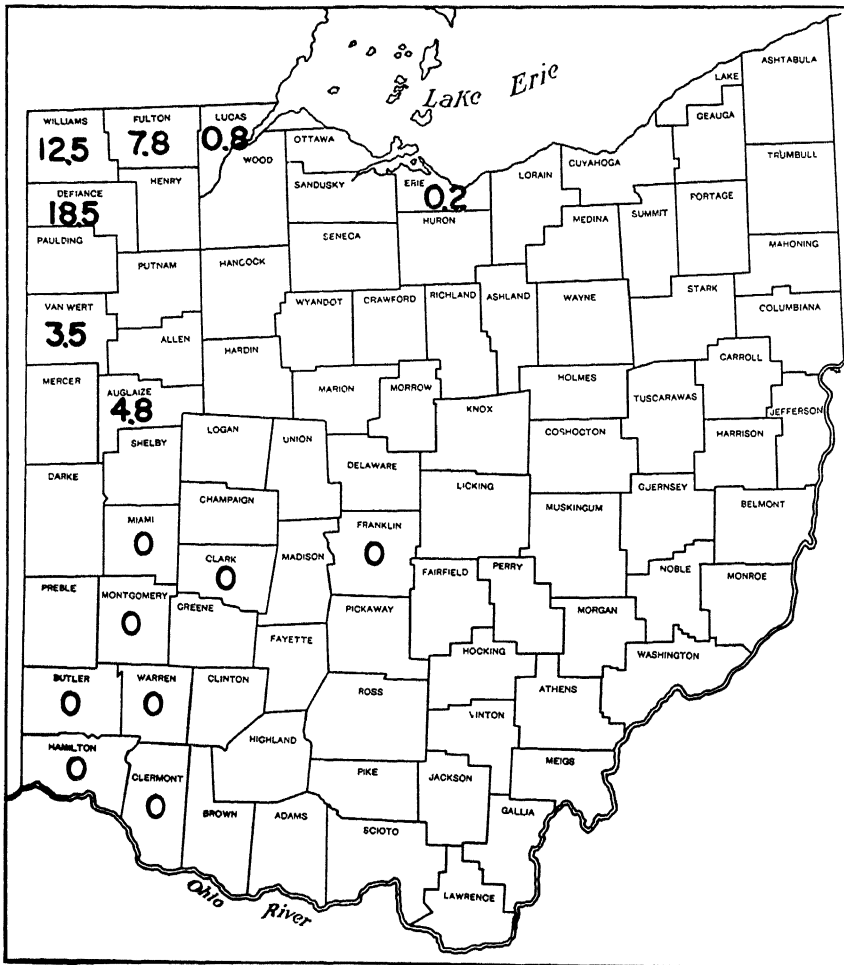 Lake Erie
LAKE
ASHTABULA
GEAUGA
WILLIAMS
12.5
FULTON
7.8
LUCAS
0.8
OTTAWA
WOOD
CUYAHOGA
TRUMBULL
HENRY
SANDUSKY
ERIE
0.2
LORAIN
DEFIANCE
18.5
HURON
MEDINA
SUMMIT
PORTAGE
PAULDING
SENECA
MAHONING
PUTNAM
HANCOCK
VAN WERT
3.5
ALLEN
WYANDOT
CRAWFORD
RICHLAND
ASHLAND
WAYNE
STARK
COLUMBIANA
HARDIN
CARROLL
MERCER
AUGLAIZE
4.8
MARION
MORROW
HOLMES
TUSCARAWAS
KNOX
JEFFERSON
LOGAN
UNION
COSHOCTON
HARRISON
SHELBY
DELAWARE
DARKE
LICKING
GUERNSEY
CHAMPAIGN
MUSKINGUM
BELMONT
MIAMI
0
FRANKLIN
0
CLARK
0
MADISON
FAIRFIELD
PERRY
NOBLE
MONROE
PREBLE
MONTGOMERY
0
GREENE
PICKAWAY
MORGAN
FAYETTE
HOCKING
WASHINGTON
BUTLER
0
WARREN
0
CLINTON
ROSS
ATHENS
VINTON
HAMILTON
0
HIGHLAND
MEIGS
CLERMONT
0
PIKE
JACKSON
BROWN
ADAMS
GALLIA
SCIOTO
LAWRENCE
Ohio River